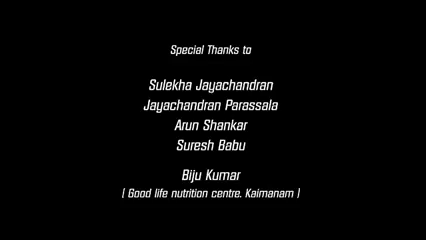 Special Thanks to
Sulekha Jayachandran
Jayachandran Parassala
Arun Shankar
Suresh Babu
Biju Kumar
( Good life nutrition centre. Kaimanam )